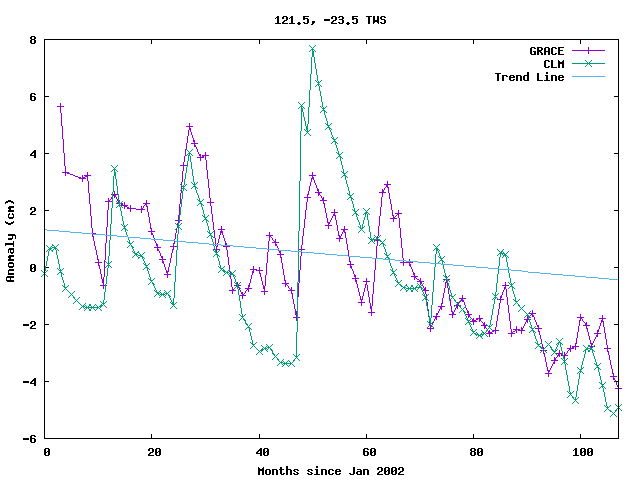 121.5, -23.5 TWS
GRACE
CLM
Trend Line
8
6
4
2
0
-2
-4
-6
Anomaly (cm)
0 20 40 60 80 100
Months since Jan 2002